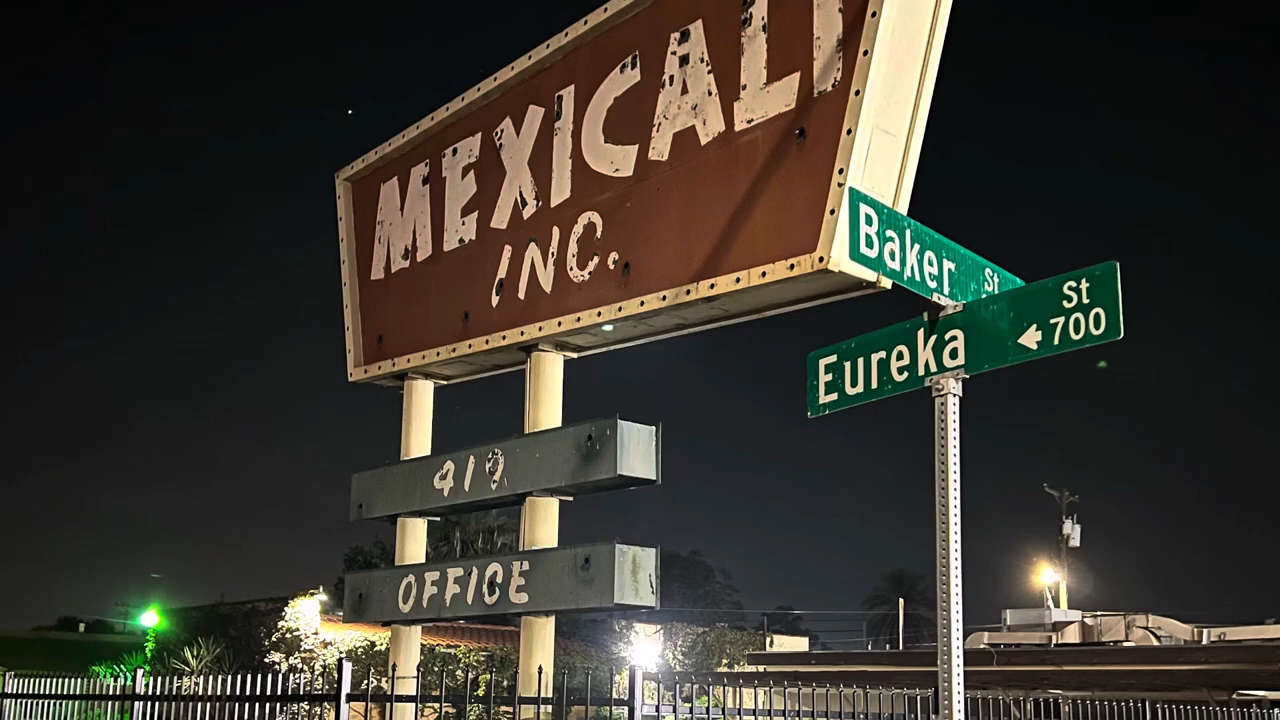 MEXICALI
INC.
419
OFFICE
Baker St
Eureka St
700